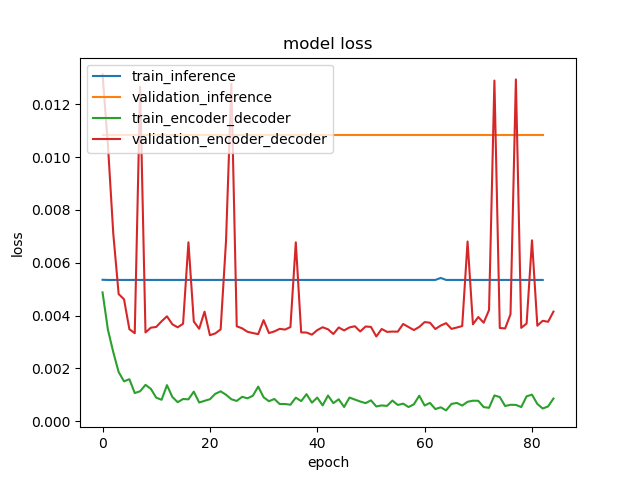 model loss
train_inference
validation_inference
train_encoder_decoder
validation_encoder_decoder
0.012
0.010
0.008
0.006
0.004
0.002
0.000
loss
0 20 40 60 80
epoch